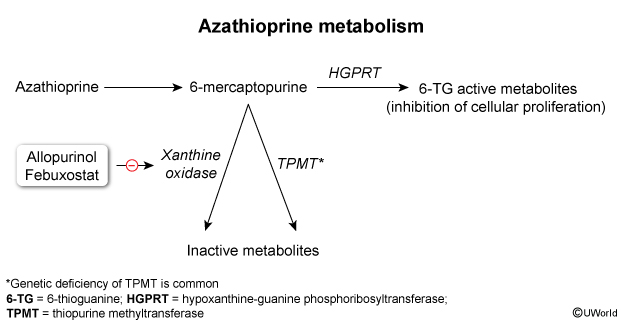 Azathioprine metabolism
Azathioprine
6-mercaptopurine
HGPRT
6-TG active metabolites
(inhibition of cellular proliferation)
Allopurinol
Febuxostat
Xanthine
oxidase
TPMT*
Inactive metabolites
*Genetic deficiency of TPMT is common
6-TG = 6-thioguanine; HGPRT = hypoxanthine-guanine phosphoribosyltransferase;
TPMT = thiopurine methyltransferase
©UWorld